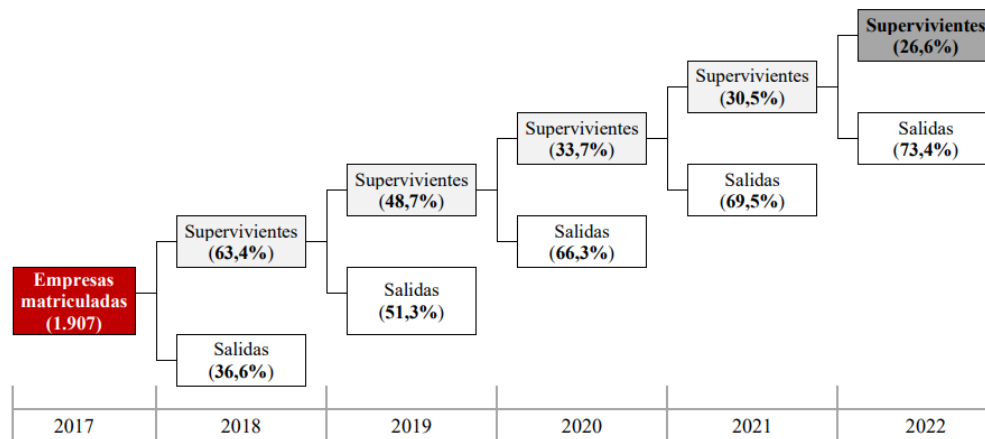 Supervivientes
(26,6%)
Supervivientes
(30,5%)
Salidas
(73,4%)
Supervivientes
(33,7%)
Salidas
(69,5%)
Supervivientes
(48,7%)
Salidas
(66,3%)
Supervivientes
(63,4%)
Empresas
matriculadas
(1.907)
Salidas
(51,3%)
Salidas
(36,6%)
2017
2018
2019
2020
2021
2022